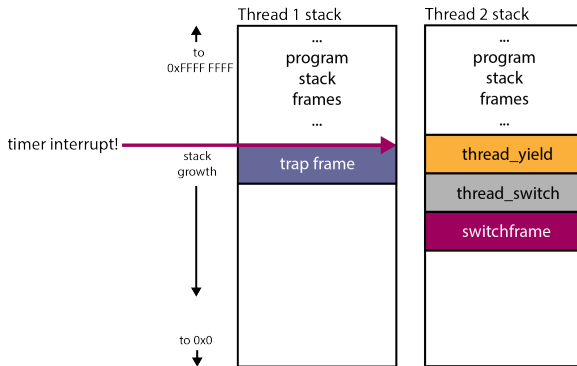 Thread 1 stack
Thread 2 stack
to
0xFFFF FFFF
...
program
stack
frames
...
...
program
stack
frames
...
timer interrupt!
stack
growth
trap frame
thread_yield
thread_switch
switchframe
to 0x0